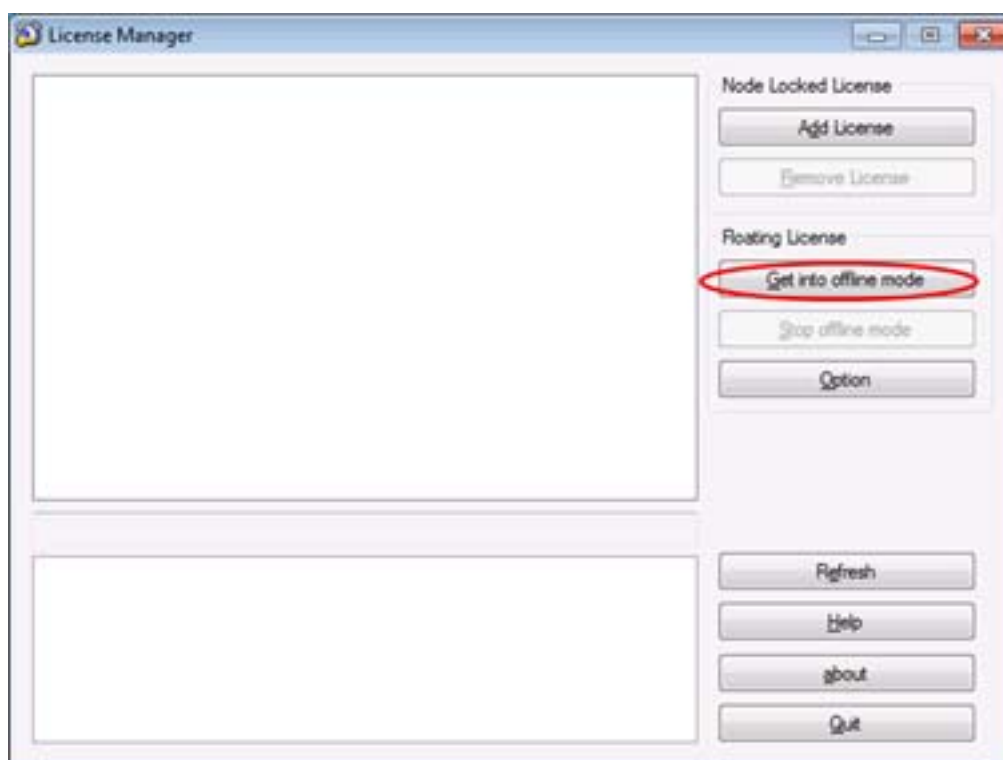 License Manager
Node Locked License
Add License
Remove License
Floating License
Get into offline mode
Stop offline mode
Option
Refresh
Help
about
Quit